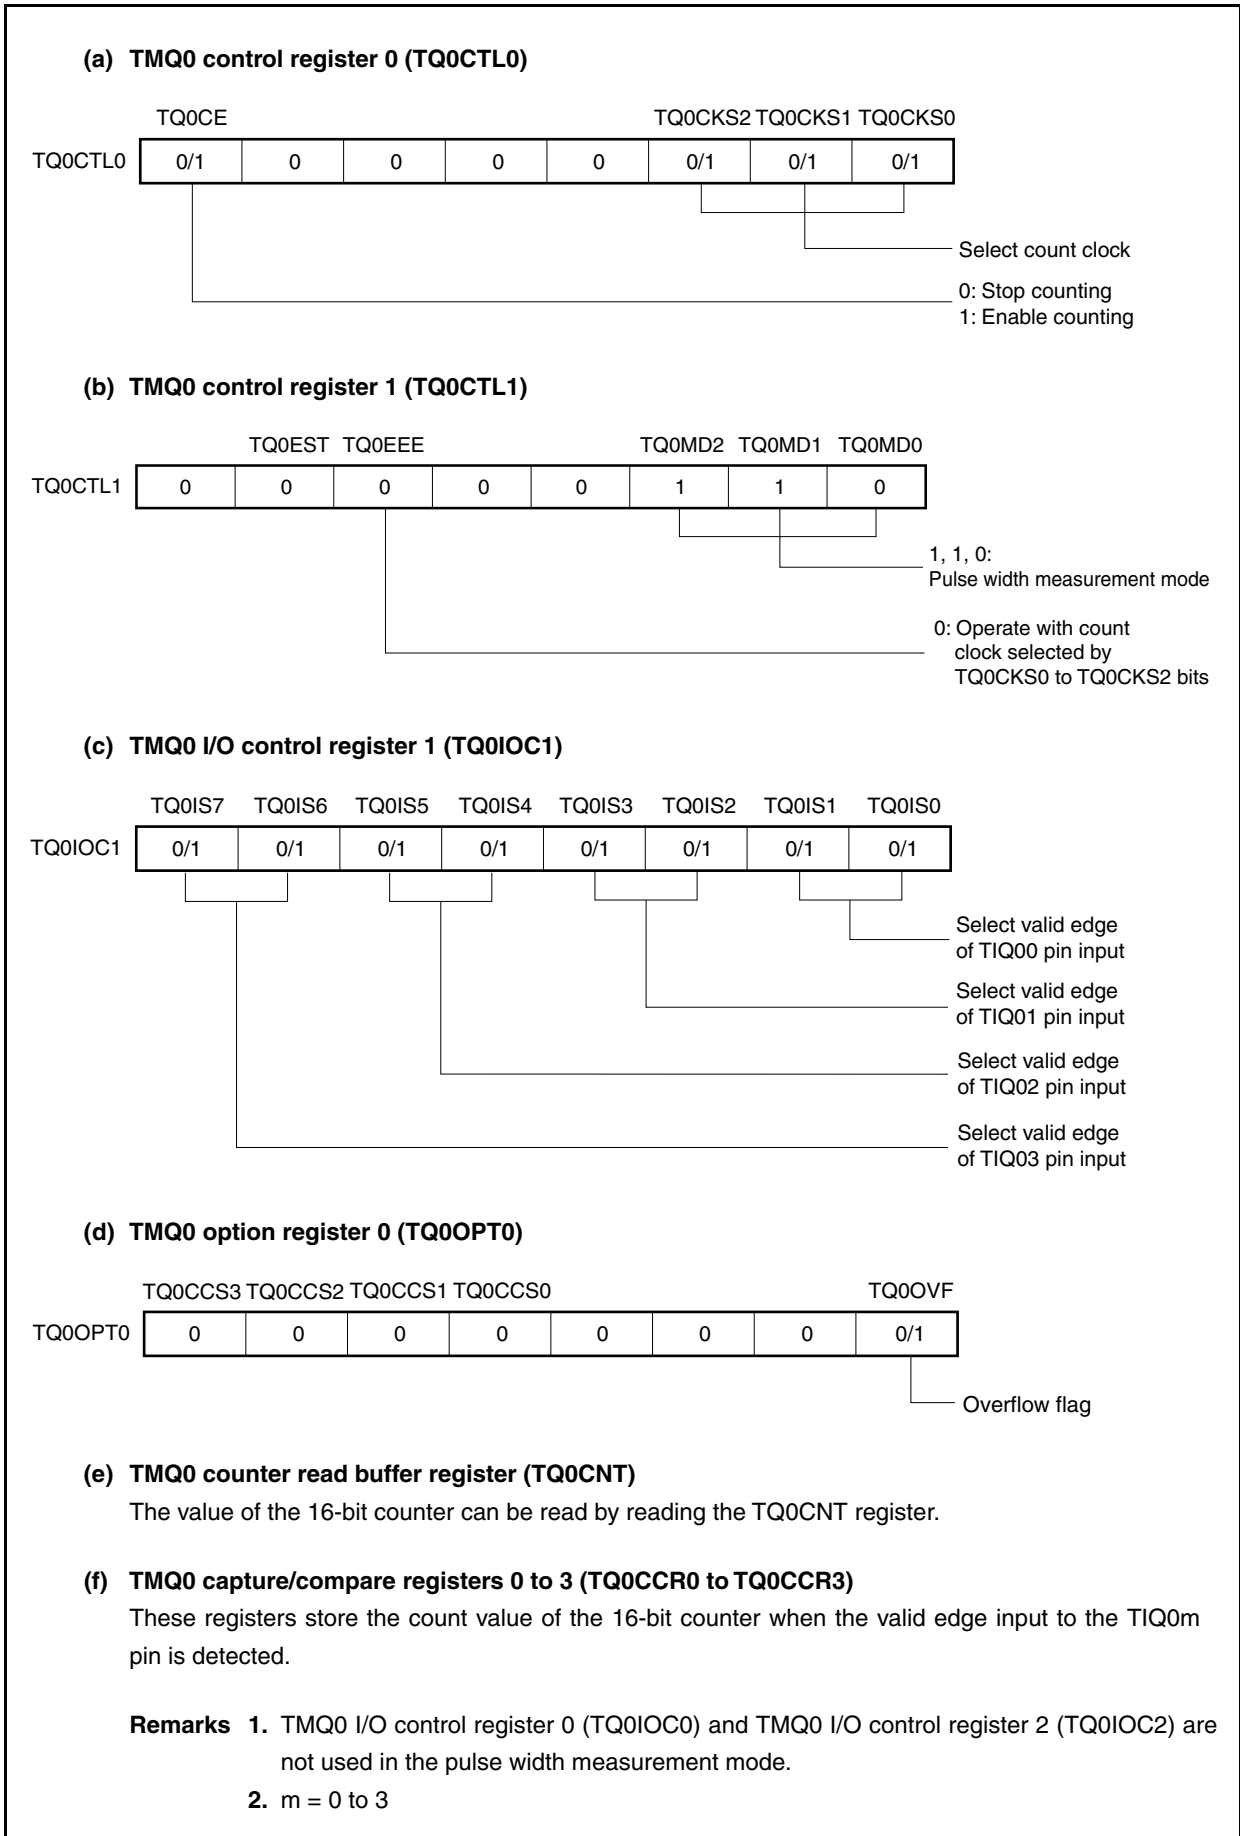 (a) TMQ0 control register 0 (TQ0CTL0)
TQ0CE TQ0CKS2 TQ0CKS1 TQ0CKS0
TQ0CTL0 0/1 0 0 0 0 0/1 0/1 0/1
Select count clock
0: Stop counting
1: Enable counting
(b) TMQ0 control register 1 (TQ0CTL1)
TQ0EST TQ0EEE TQ0MD2 TQ0MD1 TQ0MD0
TQ0CTL1 0 0 0 0 0 1 1 0
1, 1, 0:
Pulse width measurement mode
0: Operate with count
clock selected by
TQ0CKS0 to TQ0CKS2 bits
(c) TMQ0 I/O control register 1 (TQ0IOC1)
TQ0IS7 TQ0IS6 TQ0IS5 TQ0IS4 TQ0IS3 TQ0IS2 TQ0IS1 TQ0IS0
TQ0IOC1 0/1 0/1 0/1 0/1 0/1 0/1 0/1 0/1
Select valid edge
of TIQ00 pin input
Select valid edge
of TIQ01 pin input
Select valid edge
of TIQ02 pin input
Select valid edge
of TIQ03 pin input
(d) TMQ0 option register 0 (TQ0OPT0)
TQ0CCS3 TQ0CCS2 TQ0CCS1 TQ0CCS0 TQ0OVF
TQ0OPT0 0 0 0 0 0 0 0 0/1
Overflow flag
(e) TMQ0 counter read buffer register (TQ0CNT)
The value of the 16-bit counter can be read by reading the TQ0CNT register.
(f) TMQ0 capture/compare registers 0 to 3 (TQ0CCR0 to TQ0CCR3)
These registers store the count value of the 16-bit counter when the valid edge input to the TIQ0m
pin is detected.
Remarks 1. TMQ0 I/O control register 0 (TQ0IOC0) and TMQ0 I/O control register 2 (TQ0IOC2) are
not used in the pulse width measurement mode.
2. m = 0 to 3